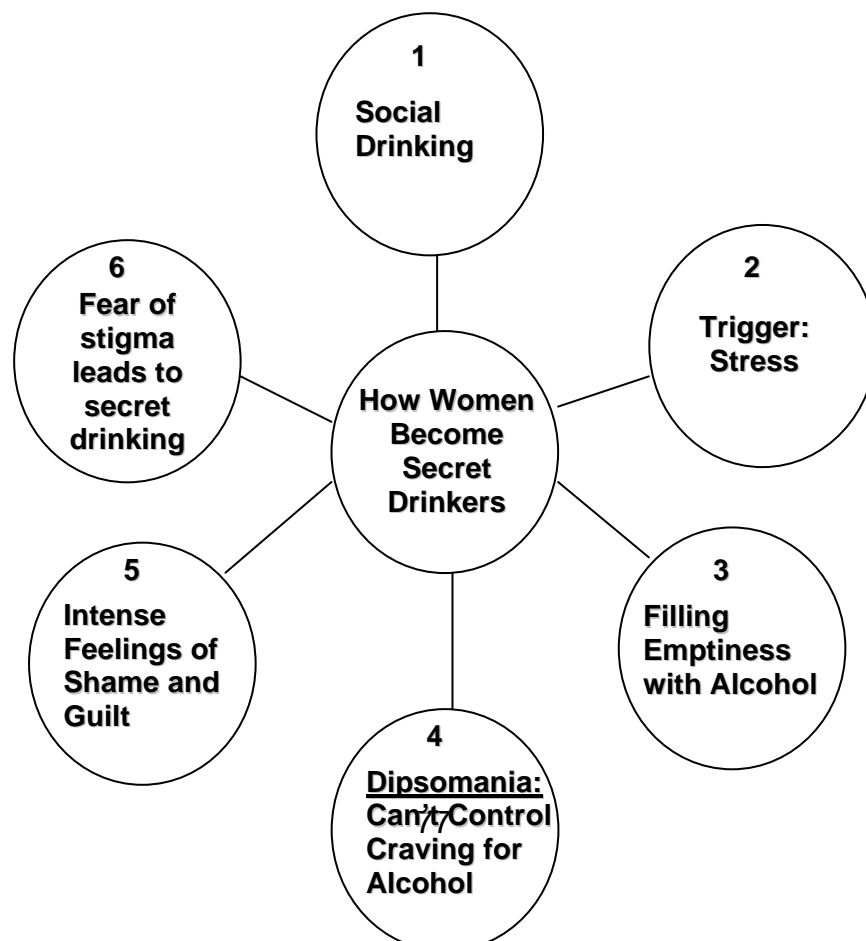 1
Social
Drinking
2
Trigger:
Stress
3
Filling
Emptiness
with Alcohol
4
Dipsomania:
Can't Control
Craving for
Alcohol
77
5
Intense
Feelings of
Shame and
Guilt
6
Fear of
stigma
leads to
secret
drinking
How Women
Become
Secret
Drinkers